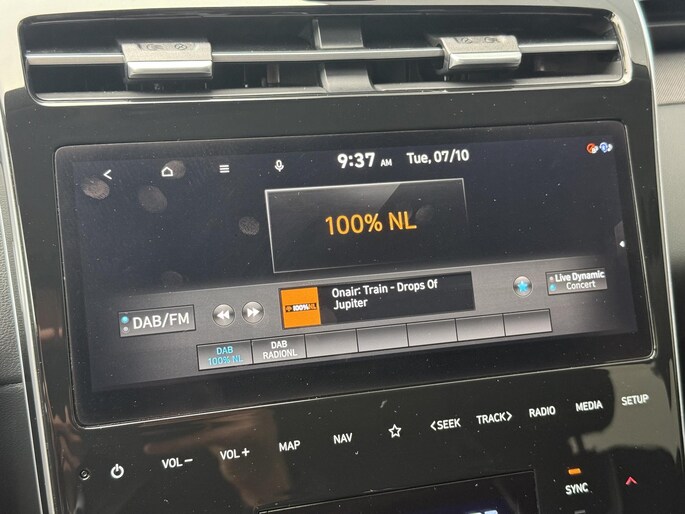 9:37 AM Tue, 07/10
100% NL
Onair: Train - Drops Of
Jupiter
100%NL
DAB/FM
Live Dynamic
Concert
DAB
100% NL
DAB
RADIONL
VOL − VOL + MAP NAV <SEEK TRACK> RADIO MEDIA SETUP
SYNC